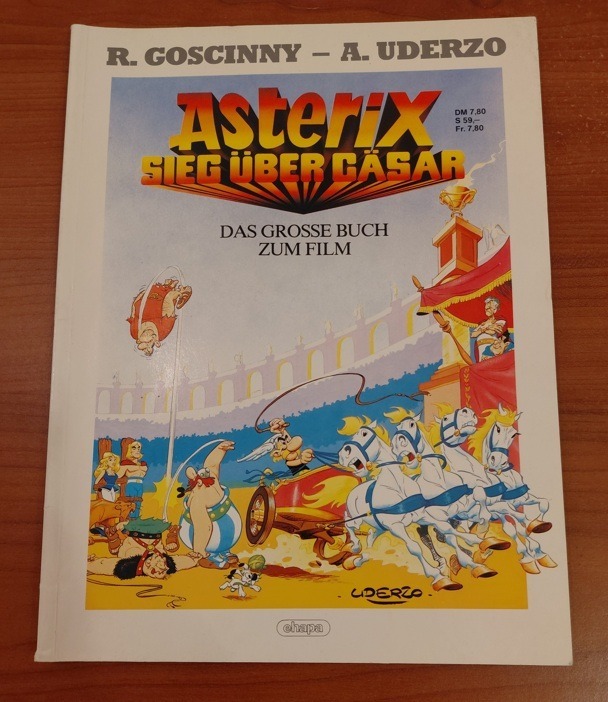 R. GOSCINNY – A. UDERZO
Asterix
SIEG ÜBER CÄSAR
DM 7,80
S 59,–
Fr. 7,80
DAS GROSSE BUCH
ZUM FILM
· UDERZO ·
ehapa